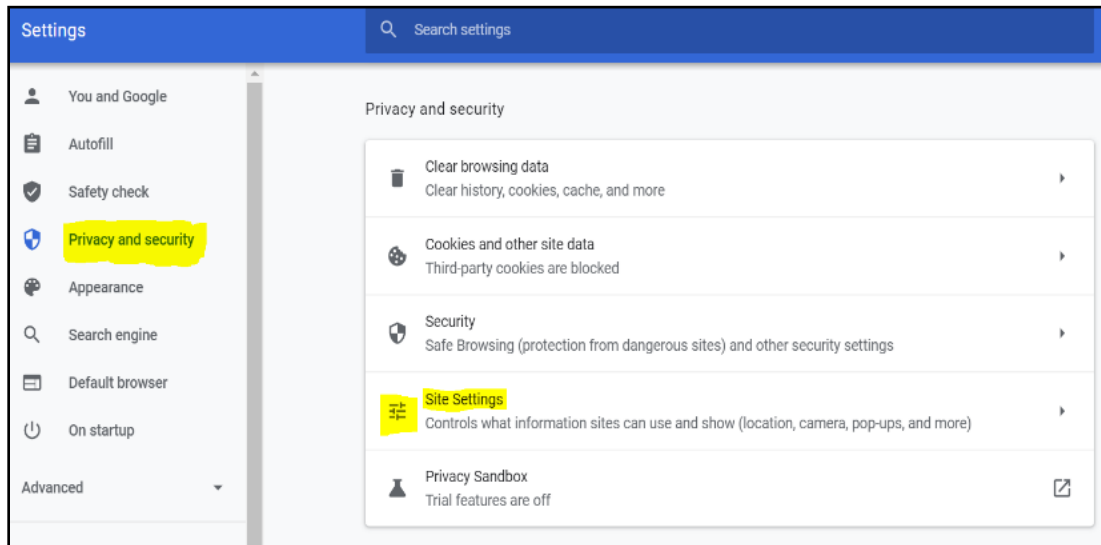 Settings
Search settings
You and Google
Autofill
Safety check
Privacy and security
Appearance
Search engine
Default browser
On startup
Advanced
Privacy and security
Clear browsing data
Clear history, cookies, cache, and more
Cookies and other site data
Third-party cookies are blocked
Security
Safe Browsing (protection from dangerous sites) and other security settings
Site Settings
Controls what information sites can use and show (location, camera, pop-ups, and more)
Privacy Sandbox
Trial features are off